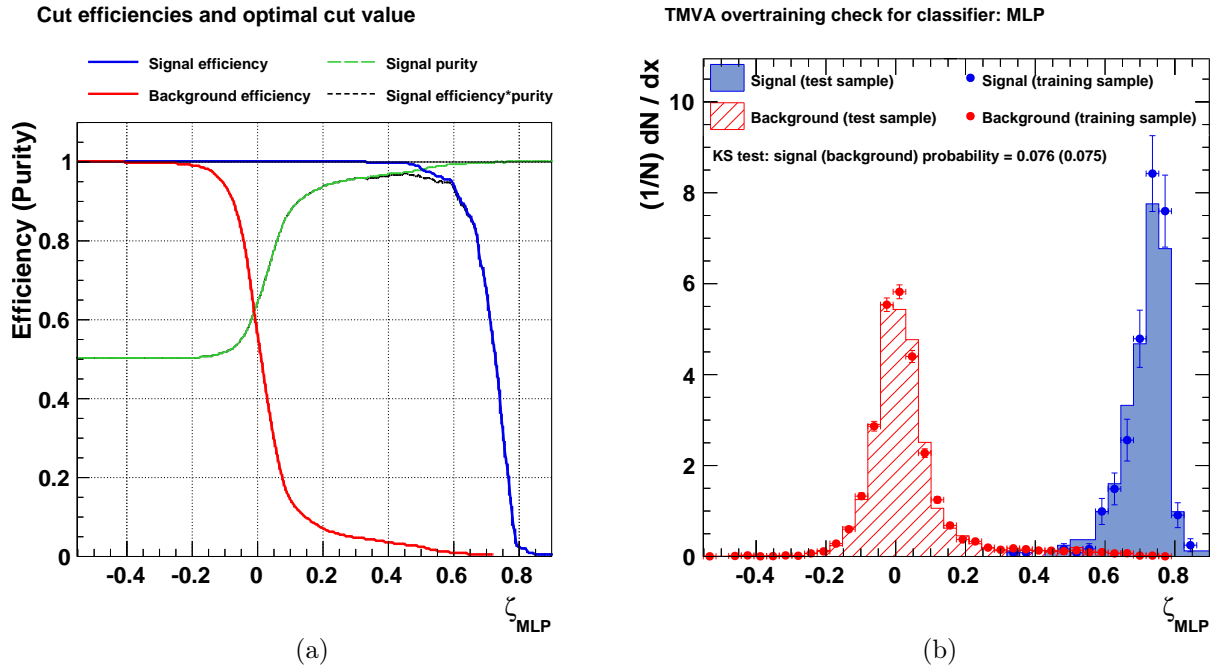 Cut efficiencies and optimal cut value
Signal efficiency
Signal purity
Background efficiency
Signal efficiency*purity
Efficiency (Purity)
1
0.8
0.6
0.4
0.2
0
-0.4 -0.2 0 0.2 0.4 0.6 0.8
ζMLP
(a)
TMVA overtraining check for classifier: MLP
Signal (test sample)
Signal (training sample)
Background (test sample)
Background (training sample)
KS test: signal (background) probability = 0.076 (0.075)
(1/N) dN / dx
10
8
6
4
2
0
-0.4 -0.2 0 0.2 0.4 0.6 0.8
ζMLP
(b)